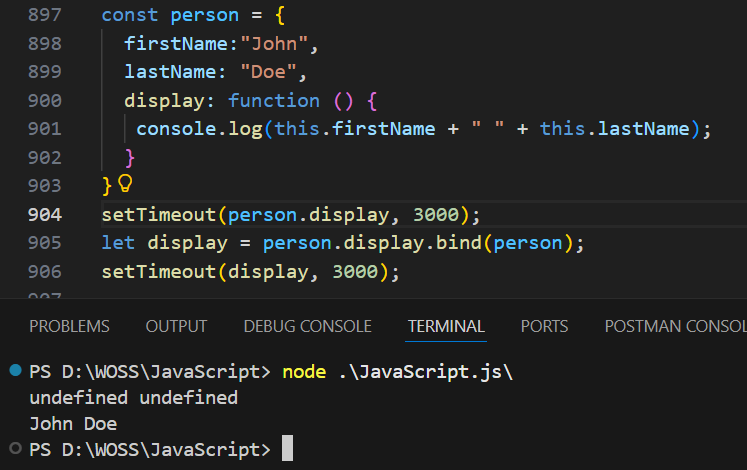 897 const person = {
898 firstName:"John",
899 lastName: "Doe",
900 display: function () {
901 console.log(this.firstName + " " + this.lastName);
902 }
903 }
904 setTimeout(person.display, 3000);
905 let display = person.display.bind(person);
906 setTimeout(display, 3000);
907
PROBLEMS OUTPUT DEBUG CONSOLE TERMINAL PORTS POSTMAN CONSOL
PS D:\WOSS\JavaScript> node .\JavaScript.js\
undefined undefined
John Doe
PS D:\WOSS\JavaScript>